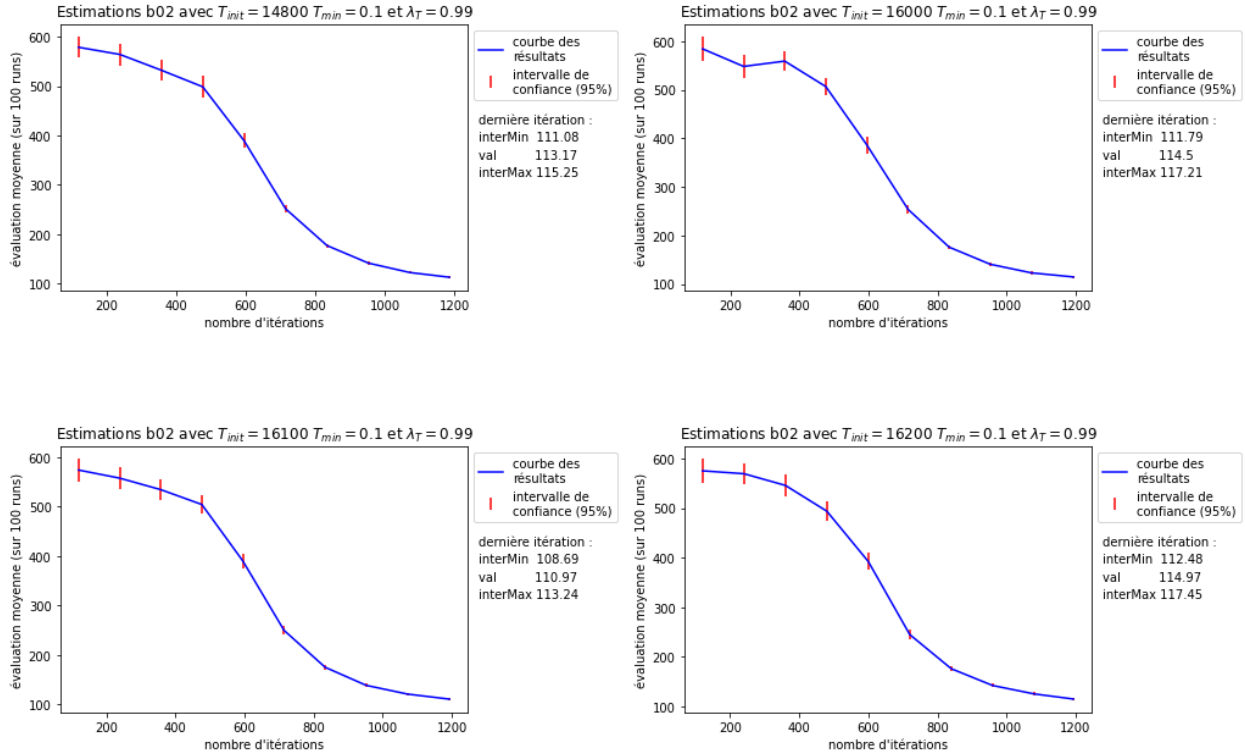 Estimations b02 avec T_init = 14800 T_min = 0.1 et λ_T = 0.99
évaluation moyenne (sur 100 runs)
600
500
400
300
200
100
200 400 600 800 1000 1200
nombre d'itérations
courbe des
résultats
intervalle de
confiance (95%)
dernière itération :
interMin 111.08
val 113.17
interMax 115.25
Estimations b02 avec T_init = 16000 T_min = 0.1 et λ_T = 0.99
évaluation moyenne (sur 100 runs)
600
500
400
300
200
100
200 400 600 800 1000 1200
nombre d'itérations
courbe des
résultats
intervalle de
confiance (95%)
dernière itération :
interMin 111.79
val 114.5
interMax 117.21
Estimations b02 avec T_init = 16100 T_min = 0.1 et λ_T = 0.99
évaluation moyenne (sur 100 runs)
600
500
400
300
200
100
200 400 600 800 1000 1200
nombre d'itérations
courbe des
résultats
intervalle de
confiance (95%)
dernière itération :
interMin 108.69
val 110.97
interMax 113.24
Estimations b02 avec T_init = 16200 T_min = 0.1 et λ_T = 0.99
évaluation moyenne (sur 100 runs)
600
500
400
300
200
100
200 400 600 800 1000 1200
nombre d'itérations
courbe des
résultats
intervalle de
confiance (95%)
dernière itération :
interMin 112.48
val 114.97
interMax 117.45